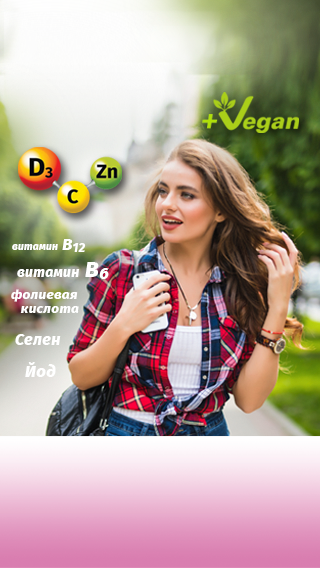 +Vegan
D3
Zn
C
витамин B12
витамин B6
фолиевая
кислота
Селен
Йод